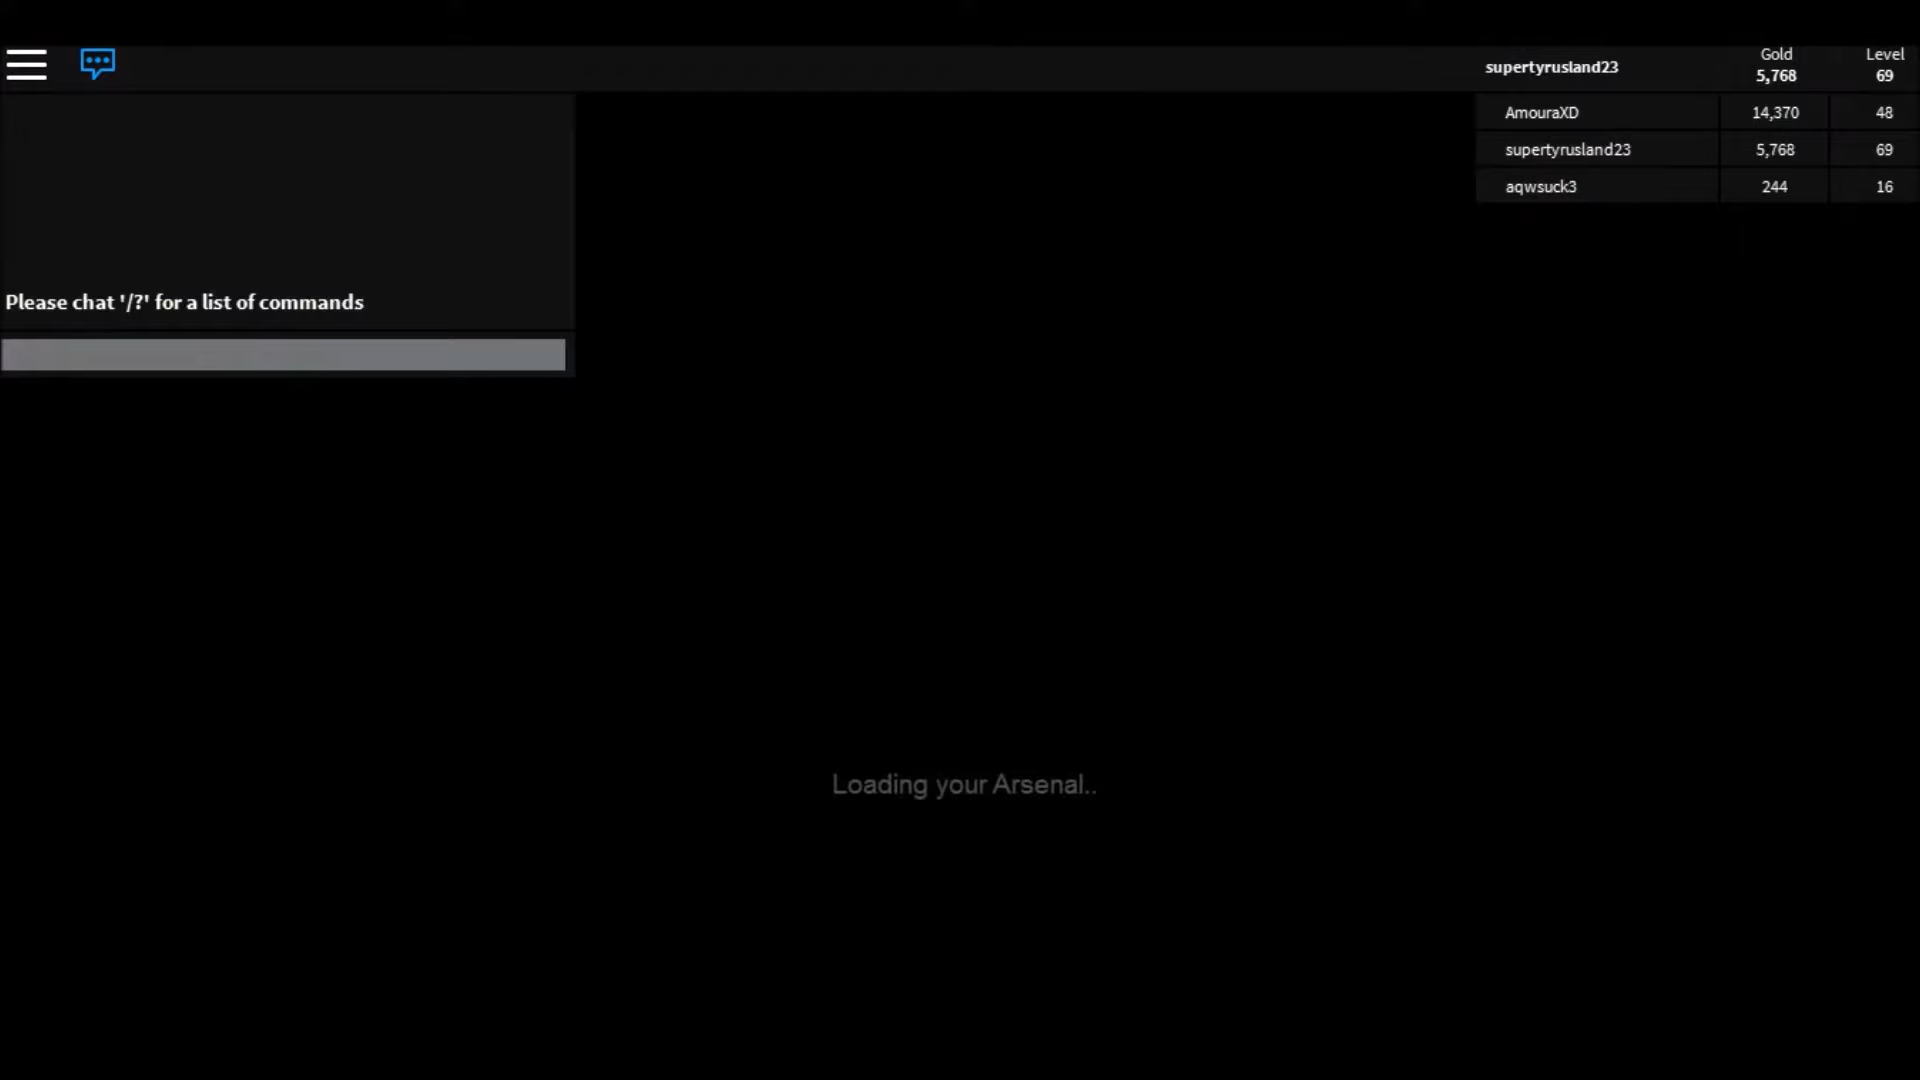 supertyrusland23 Gold Level
5,768 69
AmouraXD 14,370 48
supertyrusland23 5,768 69
aqwsuck3 244 16
Please chat '/?' for a list of commands
Loading your Arsenal..